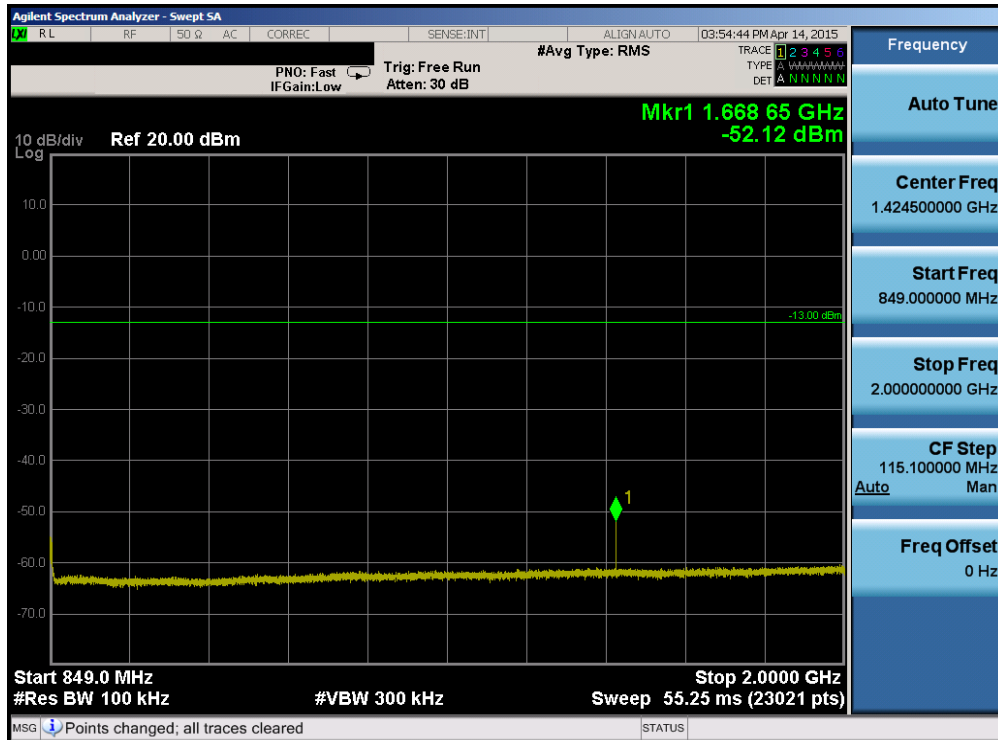 Agilent Spectrum Analyzer - Swept SA
LXI RL RF 50 Ω AC CORREC SENSE:INT ALIGN AUTO 03:54:44 PM Apr 14, 2015
#Avg Type: RMS TRACE 1 2 3 4 5 6
PNO: Fast Trig: Free Run TYPE A WWWWW
IFGain:Low Atten: 30 dB DET A N N N N N
Mkr1 1.668 65 GHz
-52.12 dBm
10 dB/div Ref 20.00 dBm
Log
10.0
0.00
-10.0
-13.00 dBm
-20.0
-30.0
-40.0
-50.0
1
-60.0
-70.0
Start 849.0 MHz Stop 2.0000 GHz
#Res BW 100 kHz #VBW 300 kHz Sweep 55.25 ms (23021 pts)
MSG Points changed; all traces cleared STATUS
Frequency
Auto Tune
Center Freq
1.424500000 GHz
Start Freq
849.000000 MHz
Stop Freq
2.000000000 GHz
CF Step
115.100000 MHz
Auto Man
Freq Offset
0 Hz